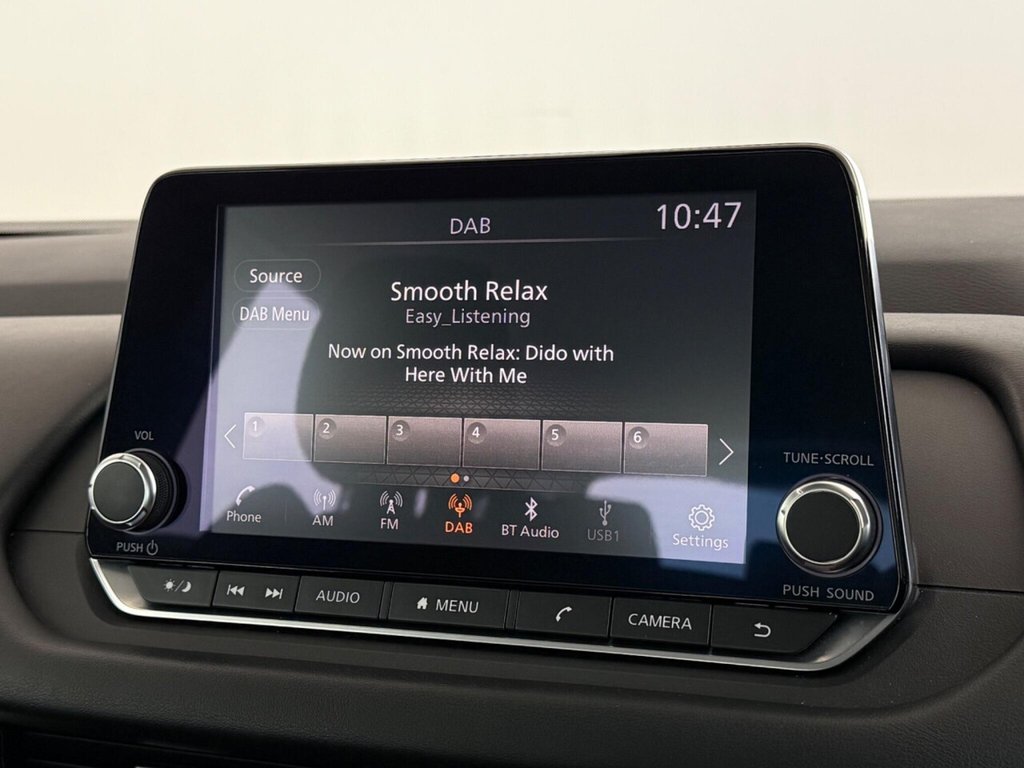 DAB
10:47
Source
DAB Menu
Smooth Relax
Easy_Listening
Now on Smooth Relax: Dido with
Here With Me
1 2 3 4 5 6
Phone AM FM DAB BT Audio USB1 Settings
VOL
PUSH
TUNE·SCROLL
PUSH SOUND
AUDIO MENU CAMERA